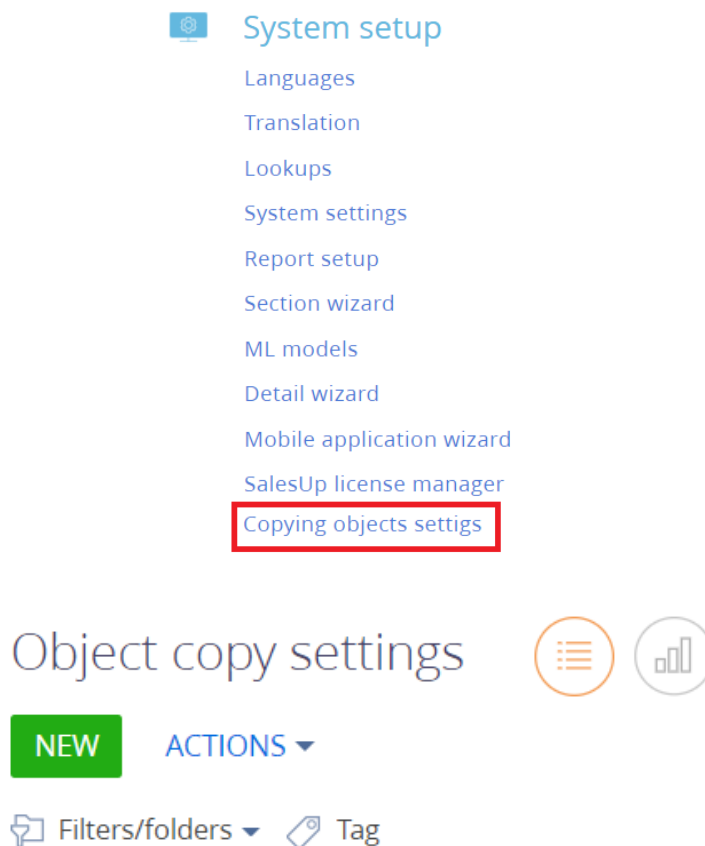 System setup
Languages
Translation
Lookups
System settings
Report setup
Section wizard
ML models
Detail wizard
Mobile application wizard
SalesUp license manager
Copying objects settigs
Object copy settings
NEW ACTIONS
Filters/folders Tag